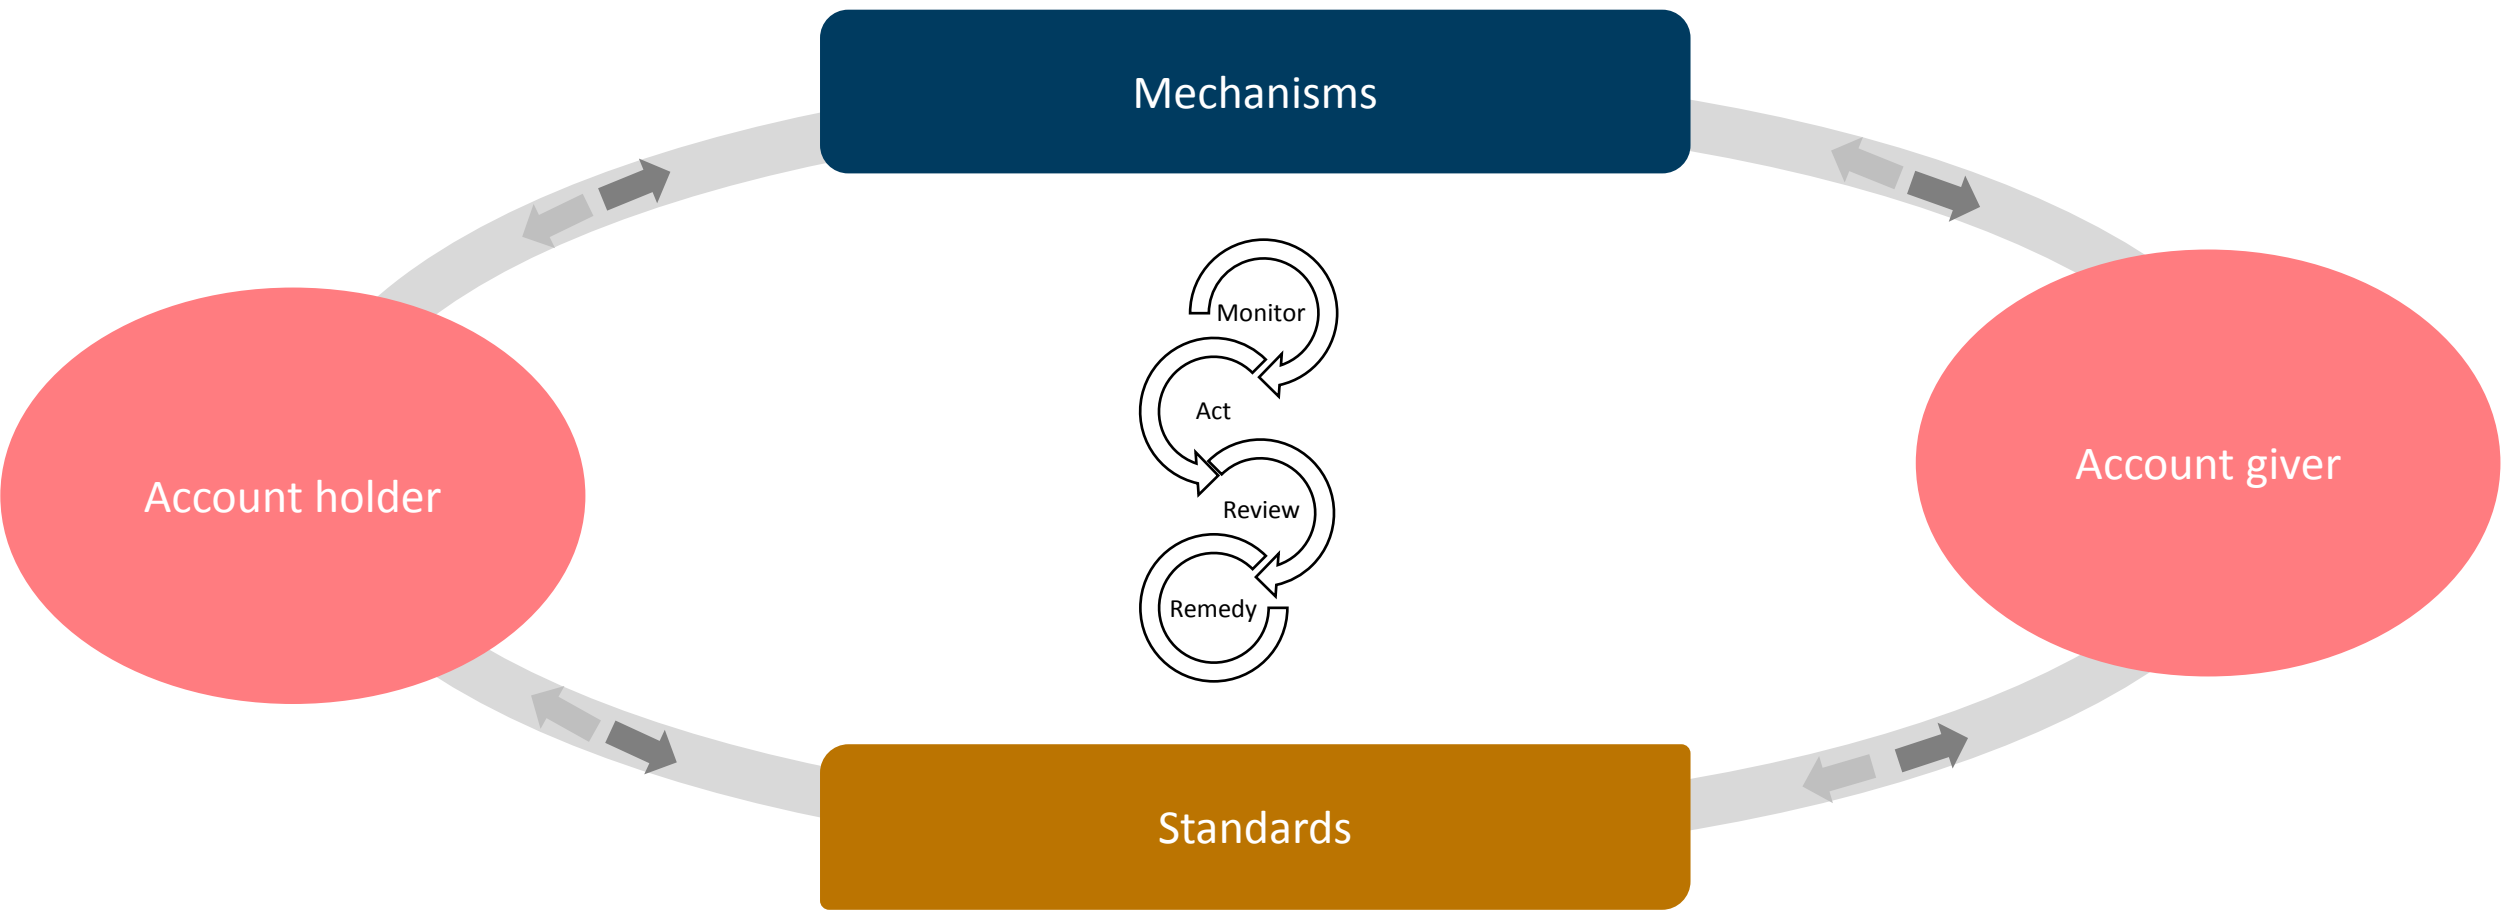 Mechanisms
Monitor
Act
Account holder
Account giver
Review
Remedy
Standards